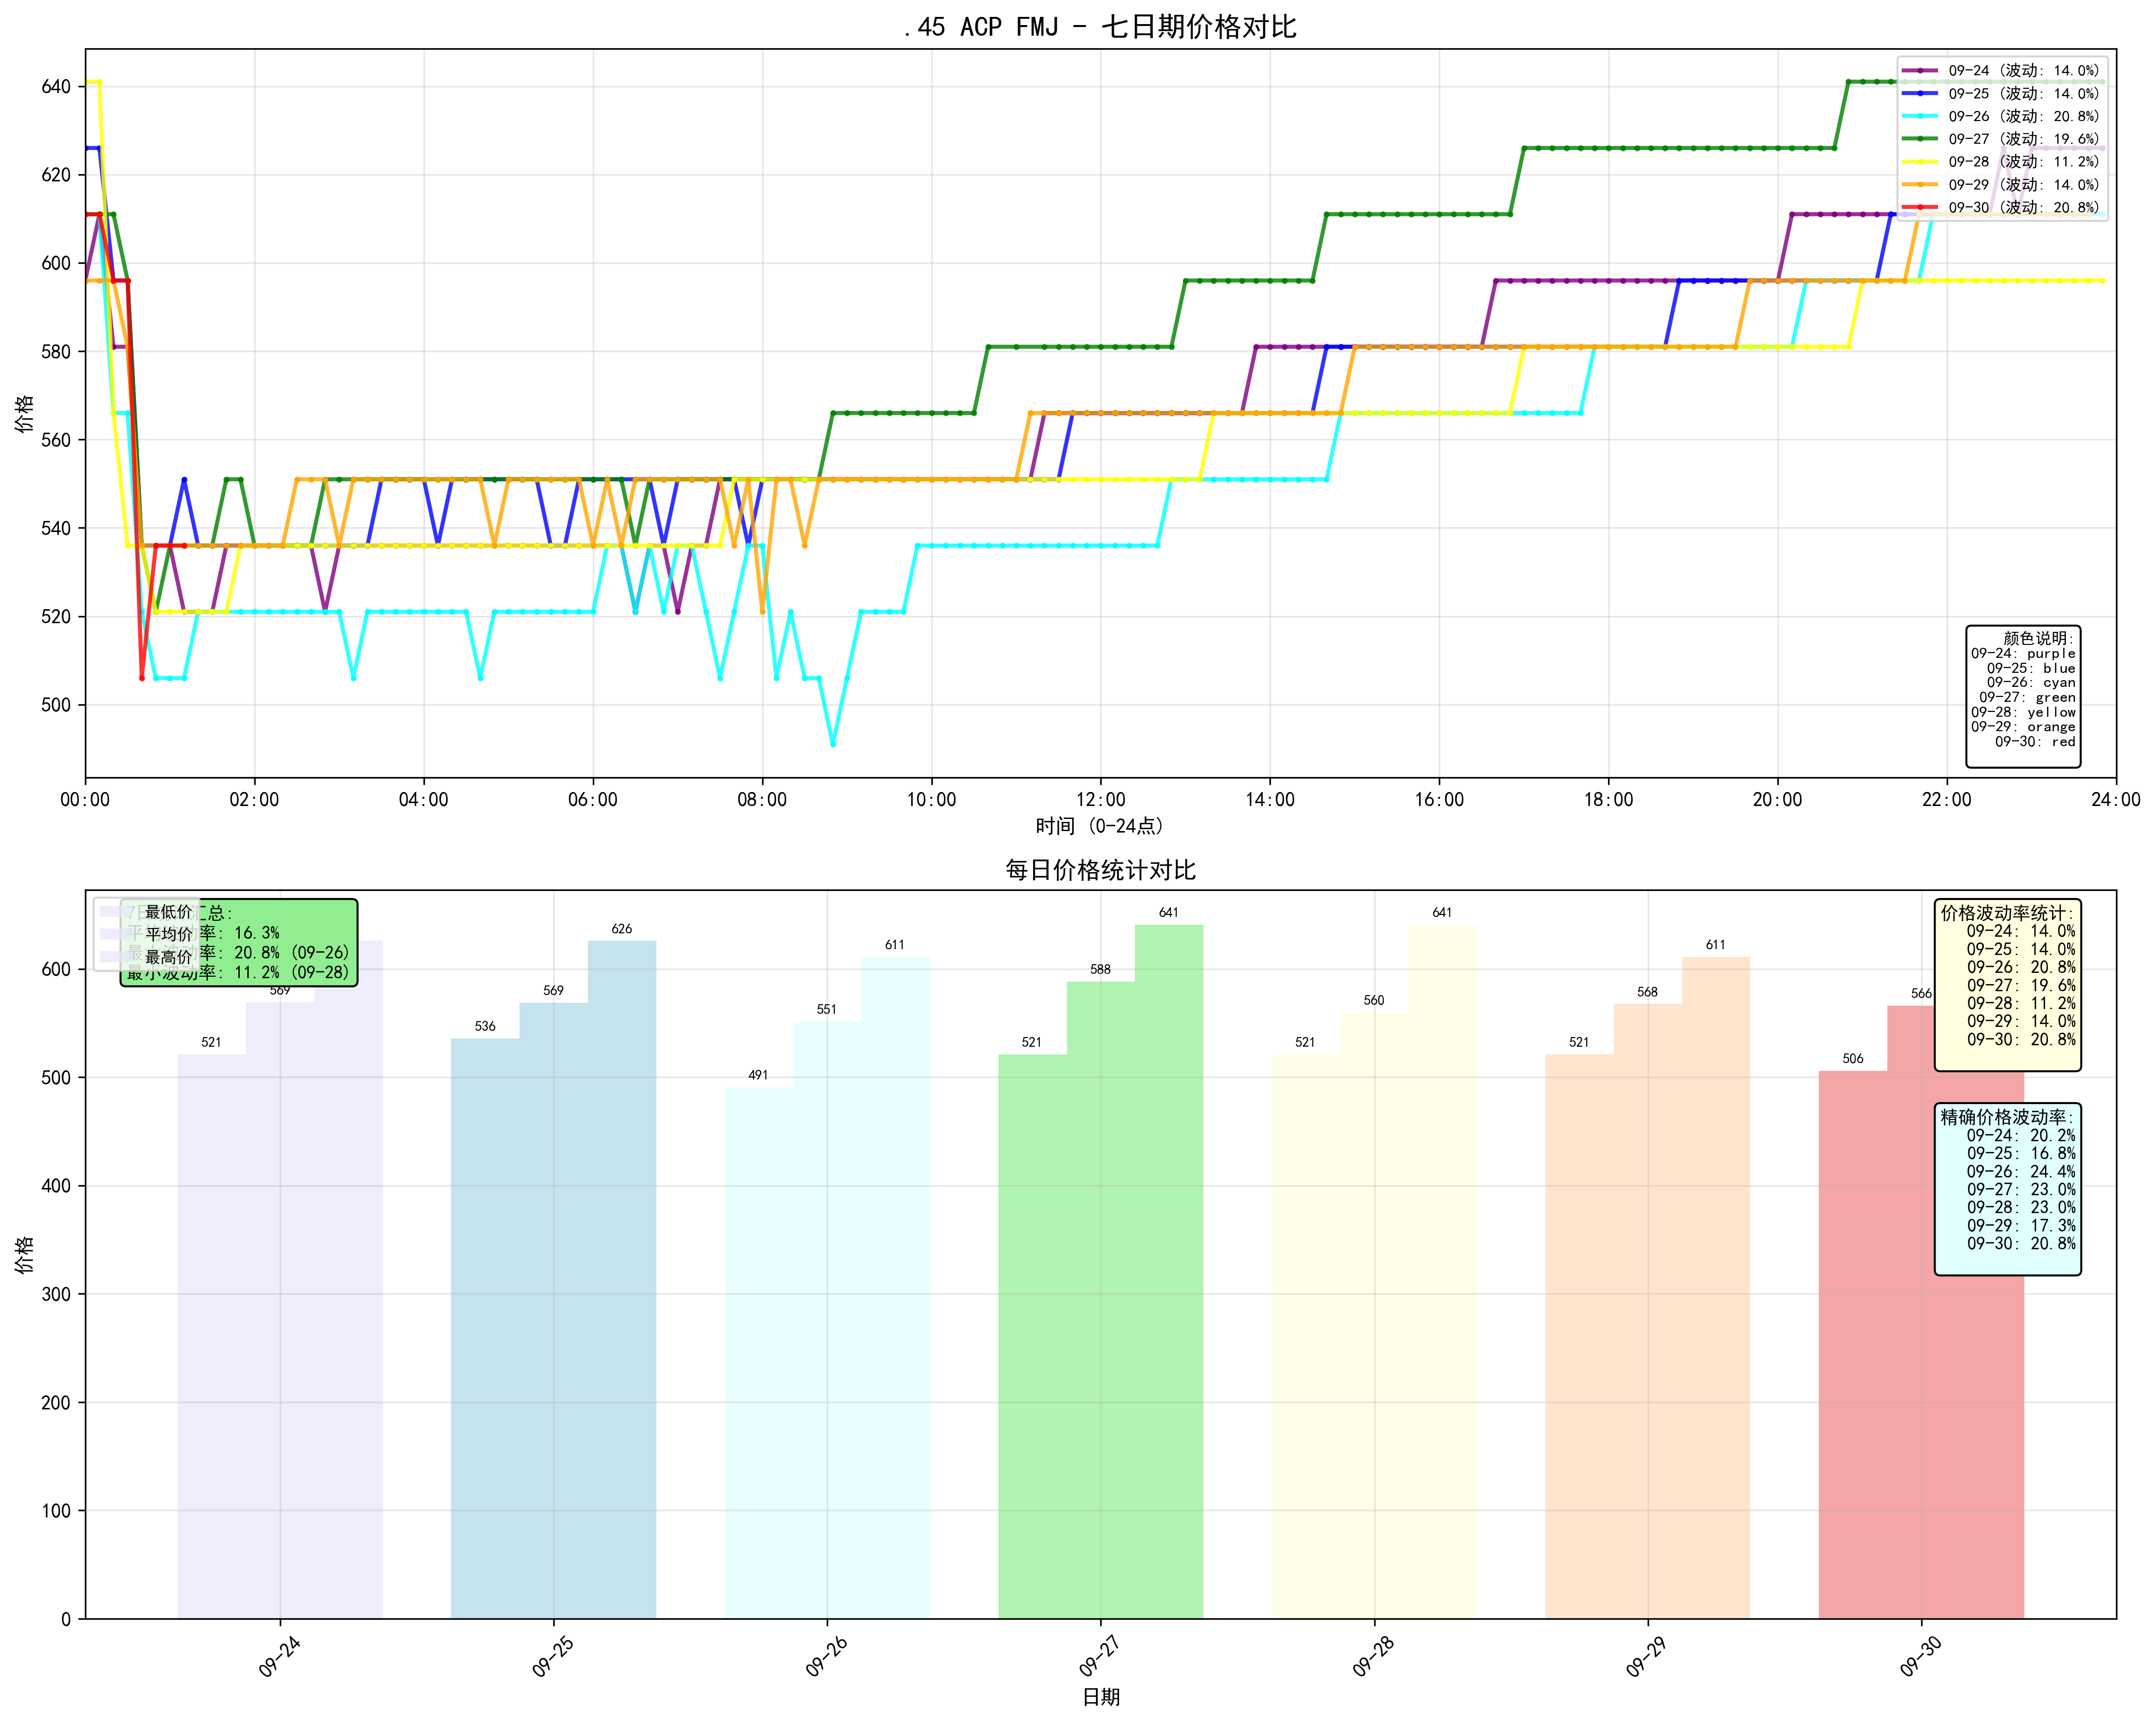 .45 ACP FMJ - 七日期价格对比
价格
640
620
600
580
560
540
520
500
09-24 (波动: 14.0%)
09-25 (波动: 14.0%)
09-26 (波动: 20.8%)
09-27 (波动: 19.6%)
09-28 (波动: 11.2%)
09-29 (波动: 14.0%)
09-30 (波动: 20.8%)
颜色说明:
09-24: purple
09-25: blue
09-26: cyan
09-27: green
09-28: yellow
09-29: orange
09-30: red
00:00 02:00 04:00 06:00 08:00 10:00 12:00 14:00 16:00 18:00 20:00 22:00 24:00
时间 (0-24点)
每日价格统计对比
价格
600
500
400
300
200
100
0
最低价
平均价
最高价
汇总:
率: 16.3%
率: 20.8% (09-26)
最小波动率: 11.2% (09-28)
521 569
536 569 626
491 551 611
521 588 641
521 560 641
521 568 611
506 566
价格波动率统计:
09-24: 14.0%
09-25: 14.0%
09-26: 20.8%
09-27: 19.6%
09-28: 11.2%
09-29: 14.0%
09-30: 20.8%
精确价格波动率:
09-24: 20.2%
09-25: 16.8%
09-26: 24.4%
09-27: 23.0%
09-28: 23.0%
09-29: 17.3%
09-30: 20.8%
09-24 09-25 09-26 09-27 09-28 09-29 09-30
日期